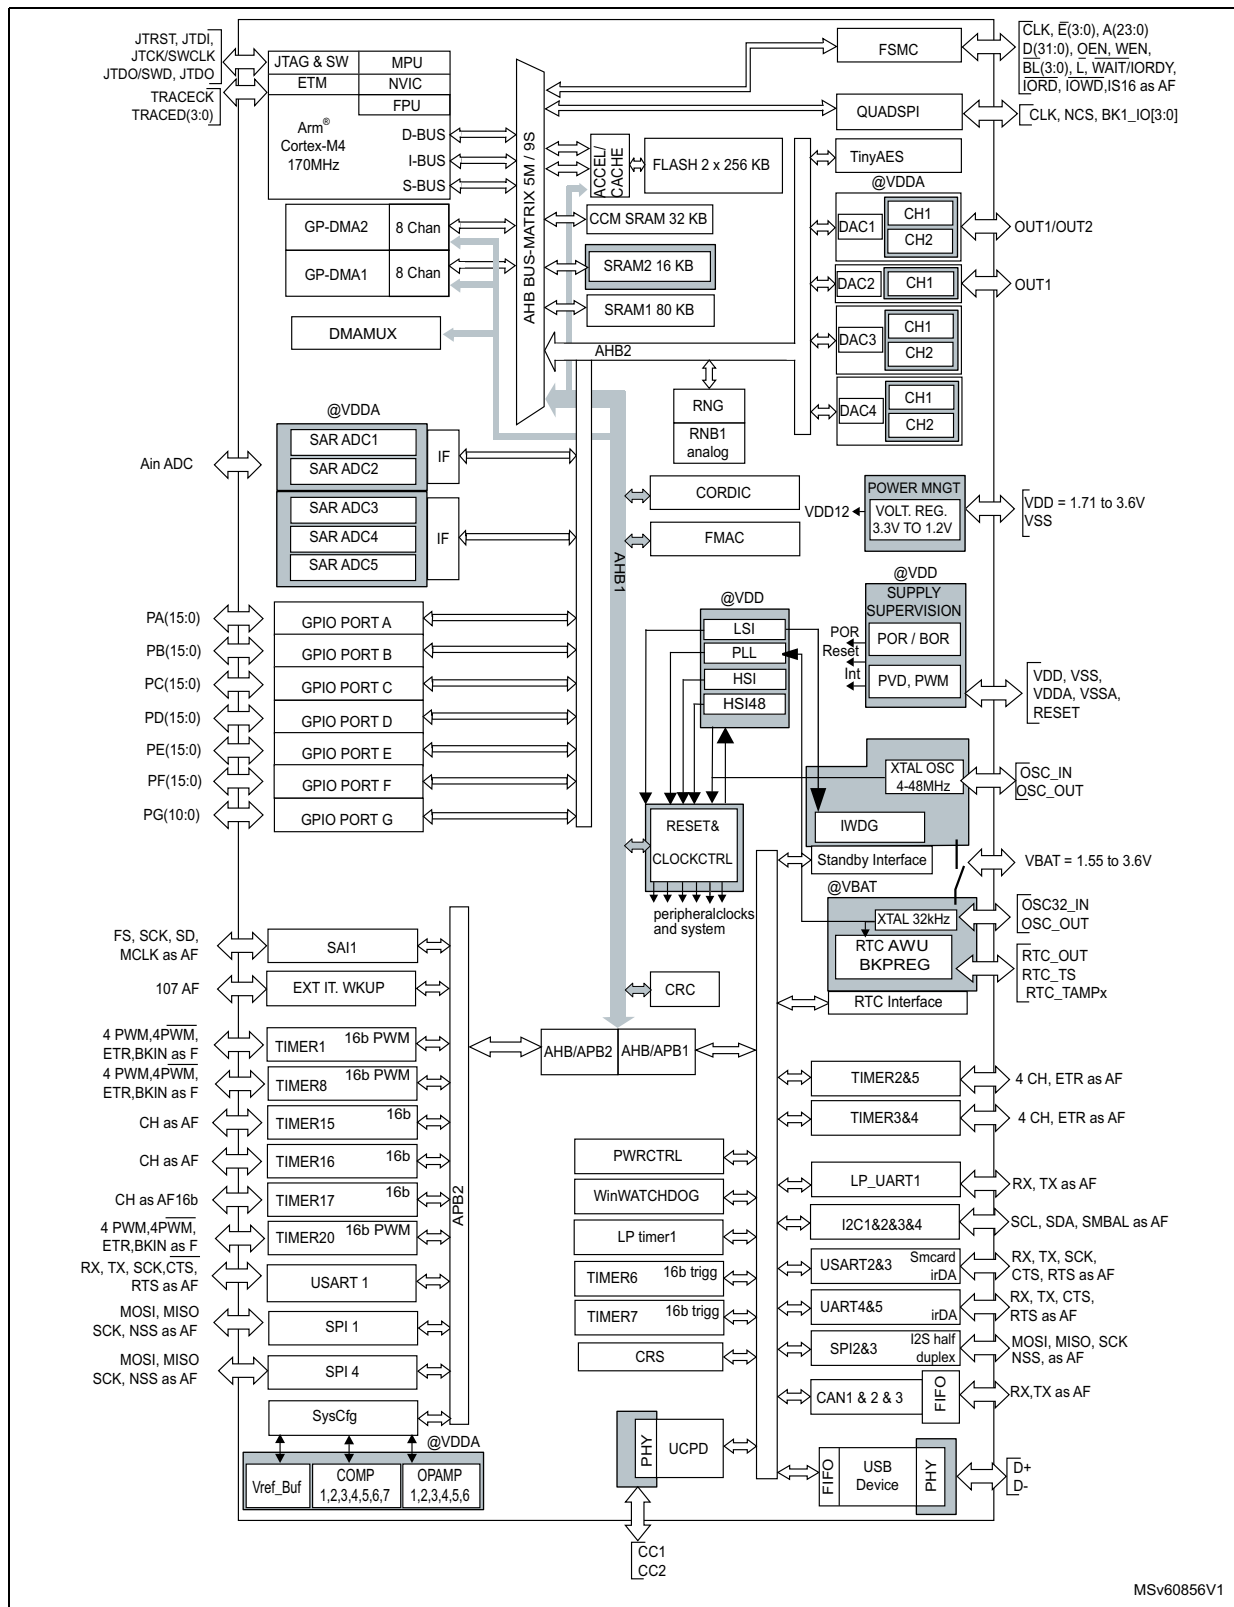 JTRST, JTDI,
JTCK/SWCLK
JTDO/SWD, JTDO
TRACECK
TRACED(3:0)
JTAG & SW
MPU
ETM
NVIC
FPU
Arm®
Cortex-M4
170MHz
D-BUS
I-BUS
S-BUS
GP-DMA2
8 Chan
GP-DMA1
8 Chan
DMAMUX
AHB BUS-MATRIX 5M / 9S
ACCEL/
CACHE
FLASH 2 x 256 KB
CCM SRAM 32 KB
SRAM2 16 KB
SRAM1 80 KB
AHB2
RNG
RNB1
analog
FSMC
CLK, E(3:0), A(23:0)
D(31:0), OEN, WEN,
BL(3:0), L, WAIT/IORDY,
IORD, IOWD,IS16 as AF
QUADSPI
CLK, NCS, BK1_IO[3:0]
TinyAES
@VDDA
DAC1
CH1
CH2
OUT1/OUT2
DAC2
CH1
OUT1
DAC3
CH1
CH2
DAC4
CH1
CH2
@VDDA
Ain ADC
SAR ADC1
SAR ADC2
IF
SAR ADC3
SAR ADC4
SAR ADC5
IF
CORDIC
FMAC
AHB1
POWER MNGT
VDD12
VOLT. REG.
3.3V TO 1.2V
VDD = 1.71 to 3.6V
VSS
@VDD
SUPPLY
SUPERVISION
POR
Reset
Int
POR / BOR
PVD, PWM
VDD, VSS,
VDDA, VSSA,
RESET
@VDD
LSI
PLL
HSI
HSI48
PA(15:0)
GPIO PORT A
PB(15:0)
GPIO PORT B
PC(15:0)
GPIO PORT C
PD(15:0)
GPIO PORT D
PE(15:0)
GPIO PORT E
PF(15:0)
GPIO PORT F
PG(10:0)
GPIO PORT G
XTAL OSC
4-48MHz
OSC_IN
OSC_OUT
IWDG
RESET&
CLOCKCTRL
peripheralclocks
and system
Standby Interface
VBAT = 1.55 to 3.6V
@VBAT
XTAL 32kHz
OSC32_IN
OSC_OUT
RTC AWU
BKPREG
RTC_OUT
RTC_TS
RTC_TAMPx
RTC Interface
CRC
AHB/APB2
AHB/APB1
FS, SCK, SD,
MCLK as AF
SAI1
107 AF
EXT IT. WKUP
4 PWM,4PWM,
ETR,BKIN as F
TIMER1
16b PWM
4 PWM,4PWM,
ETR,BKIN as F
TIMER8
16b PWM
CH as AF
TIMER15
16b
CH as AF
TIMER16
16b
CH as AF16b
TIMER17
16b
4 PWM,4PWM,
ETR,BKIN as F
TIMER20
16b PWM
RX, TX, SCK,CTS,
RTS as AF
USART 1
MOSI, MISO
SCK, NSS as AF
SPI 1
MOSI, MISO
SCK, NSS as AF
SPI 4
SysCfg
@VDDA
Vref_Buf
COMP
1,2,3,4,5,6,7
OPAMP
1,2,3,4,5,6
APB2
PWRCTRL
WinWATCHDOG
LP timer1
TIMER6
16b trigg
TIMER7
16b trigg
CRS
PHY
UCPD
CC1
CC2
TIMER2&5
4 CH, ETR as AF
TIMER3&4
4 CH, ETR as AF
LP_UART1
RX, TX as AF
I2C1&2&3&4
SCL, SDA, SMBAL as AF
USART2&3
Smcard
irDA
RX, TX, SCK,
CTS, RTS as AF
UART4&5
irDA
RX, TX, CTS,
RTS as AF
SPI2&3
I2S half
duplex
MOSI, MISO, SCK
NSS, as AF
CAN1 & 2 & 3
FIFO
RX,TX as AF
FIFO
USB
Device
PHY
D+
D-
MSv60856V1